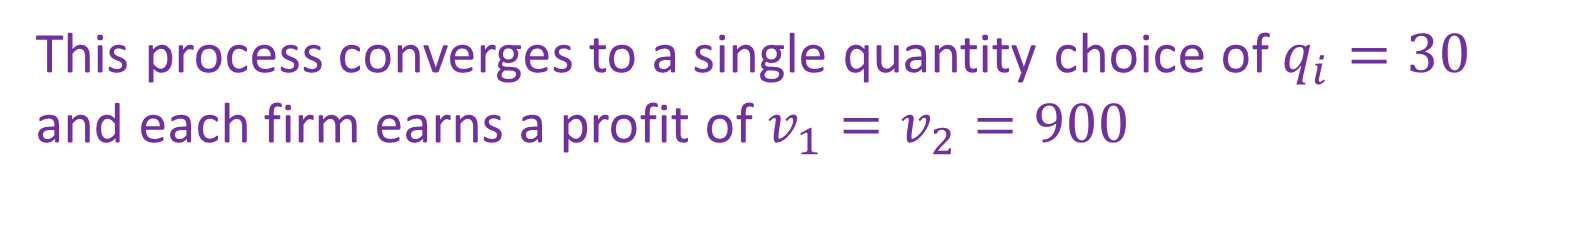 This process converges to a single quantity choice of qᵢ = 30
and each firm earns a profit of v₁ = v₂ = 900